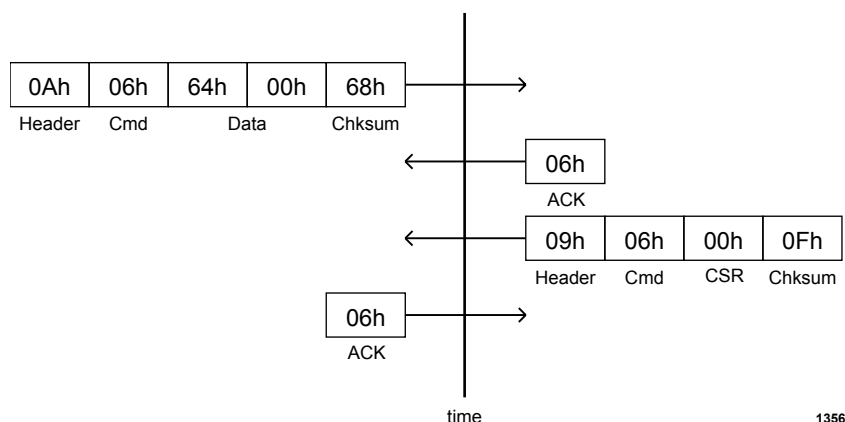 0Ah 06h 64h 00h 68h
Header Cmd Data Chksum
06h
ACK
09h 06h 00h 0Fh
Header Cmd CSR Chksum
06h
ACK
time
1356